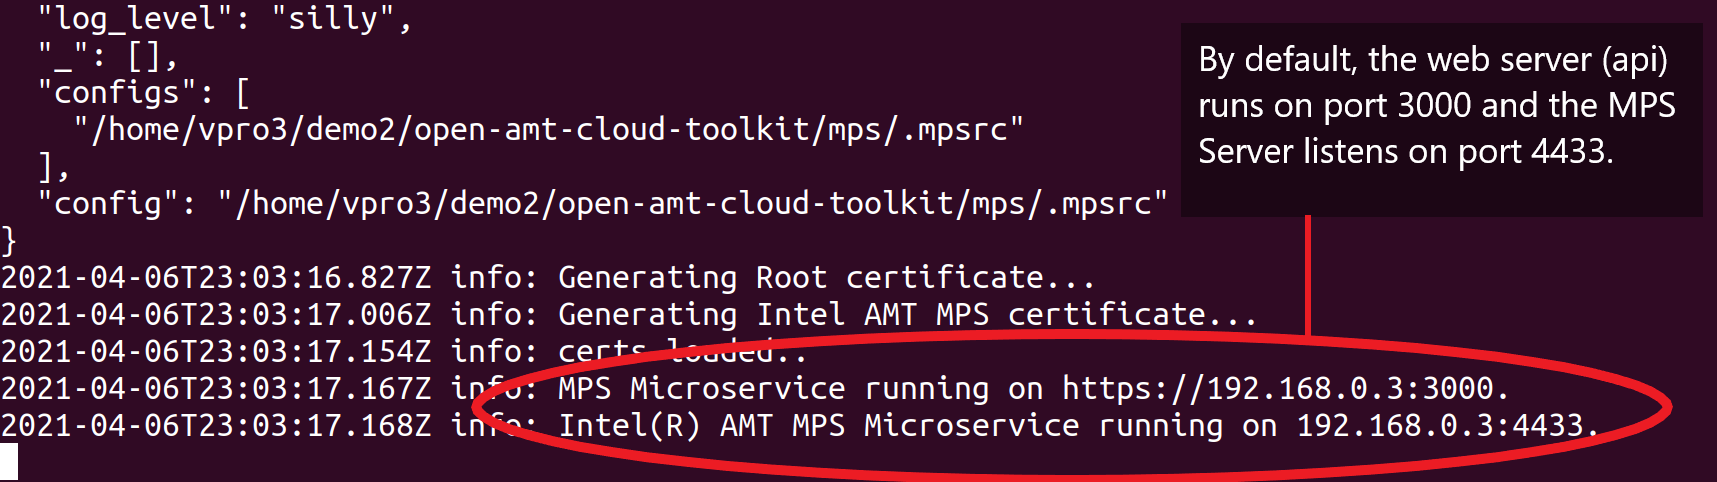 "log_level": "silly",
"_": [],
"configs": [
"/home/vpro3/demo2/open-amt-cloud-toolkit/mps/.mpsrc"
],
"config": "/home/vpro3/demo2/open-amt-cloud-toolkit/mps/.mpsrc"
}
By default, the web server (api)
runs on port 3000 and the MPS
Server listens on port 4433.
2021-04-06T23:03:16.827Z info: Generating Root certificate...
2021-04-06T23:03:17.006Z info: Generating Intel AMT MPS certificate...
2021-04-06T23:03:17.154Z info: certs loaded..
2021-04-06T23:03:17.167Z info: MPS Microservice running on https://192.168.0.3:3000.
2021-04-06T23:03:17.168Z info: Intel(R) AMT MPS Microservice running on 192.168.0.3:4433.